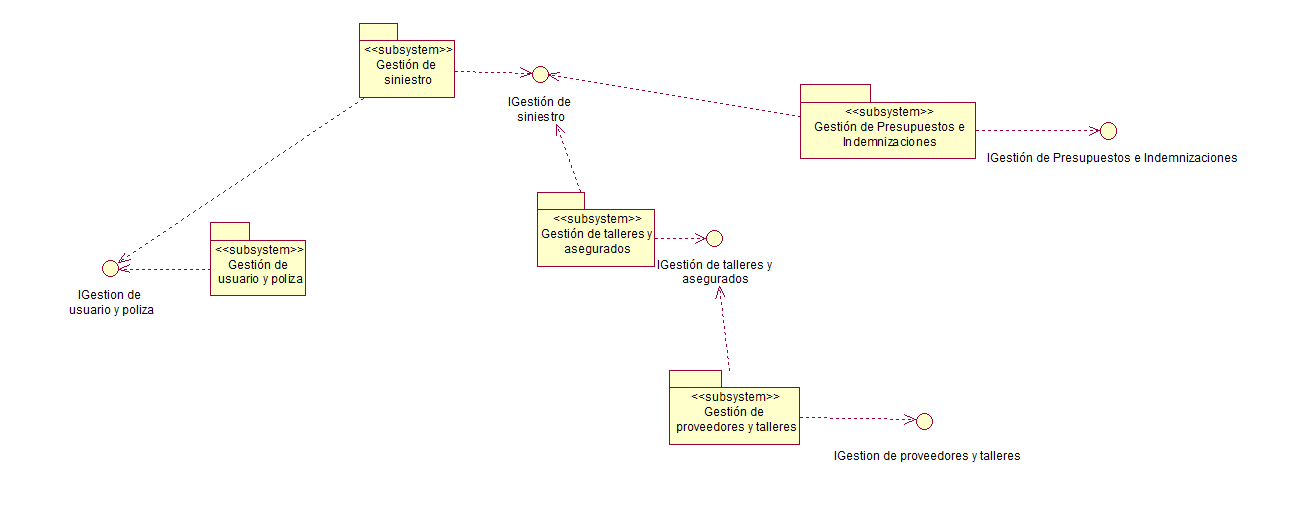 <<subsystem>>
Gestión de
siniestro
IGestión de
siniestro
<<subsystem>>
Gestión de Presupuestos e
Indemnizaciones
IGestión de Presupuestos e Indemnizaciones
<<subsystem>>
Gestión de talleres y
asegurados
IGestión de talleres y
asegurados
<<subsystem>>
Gestión de
usuario y poliza
IGestion de
usuario y poliza
<<subsystem>>
Gestión de
proveedores y talleres
IGestion de proveedores y talleres